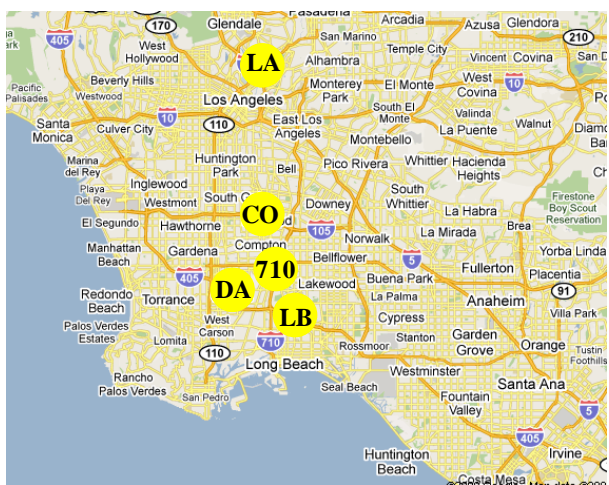 Glendale
Pasadena
Arcadia
Azusa
Glendora
170
405
West
Hollywood
San Marino
Temple City
210
San D
LA
Alhambra
Vincent
Covina
Beverly Hills
Pacific
Palisades
Westwood
Monterey
Park
El Monte
West
Covina
10
Los Angeles
South El
Monte
Valinda
Santa
Monica
Culver City
10
110
East Los
Angeles
La Puente
Walnut
Diamo
Bar
Montebello
Marina
del Rey
Huntington
Park
Bell
Pico Rivera
Whittier
Hacienda
Heights
Playa
Del Rey
Inglewood
Westmont
South G
CO
ood
Downey
South
Whittier
Firestone
Boy Scout
Reservation
El Segundo
Hawthorne
105
La Habra
Brea
Norwalk
La Mirada
Manhattan
Beach
Gardena
Compton
Bellflower
5
Yorba Linda
405
710
Fullerton
Placentia
DA
Lakewood
Buena Park
91
Redondo
Beach
Torrance
La Palma
Anaheim
Villa Park
LB
Cypress
Palos Verdes
Estates
West
Carson
Stanton
Lomita
110
710
Rossmoor
Garden
Grove
Orange
Tustin
Foothills
Long Beach
Westminster
Rancho
Palos Verdes
San Pedro
Seal Beach
Santa Ana
Fountain
Valley
5
405
Huntington
Beach
Irvine
Costa Mesa